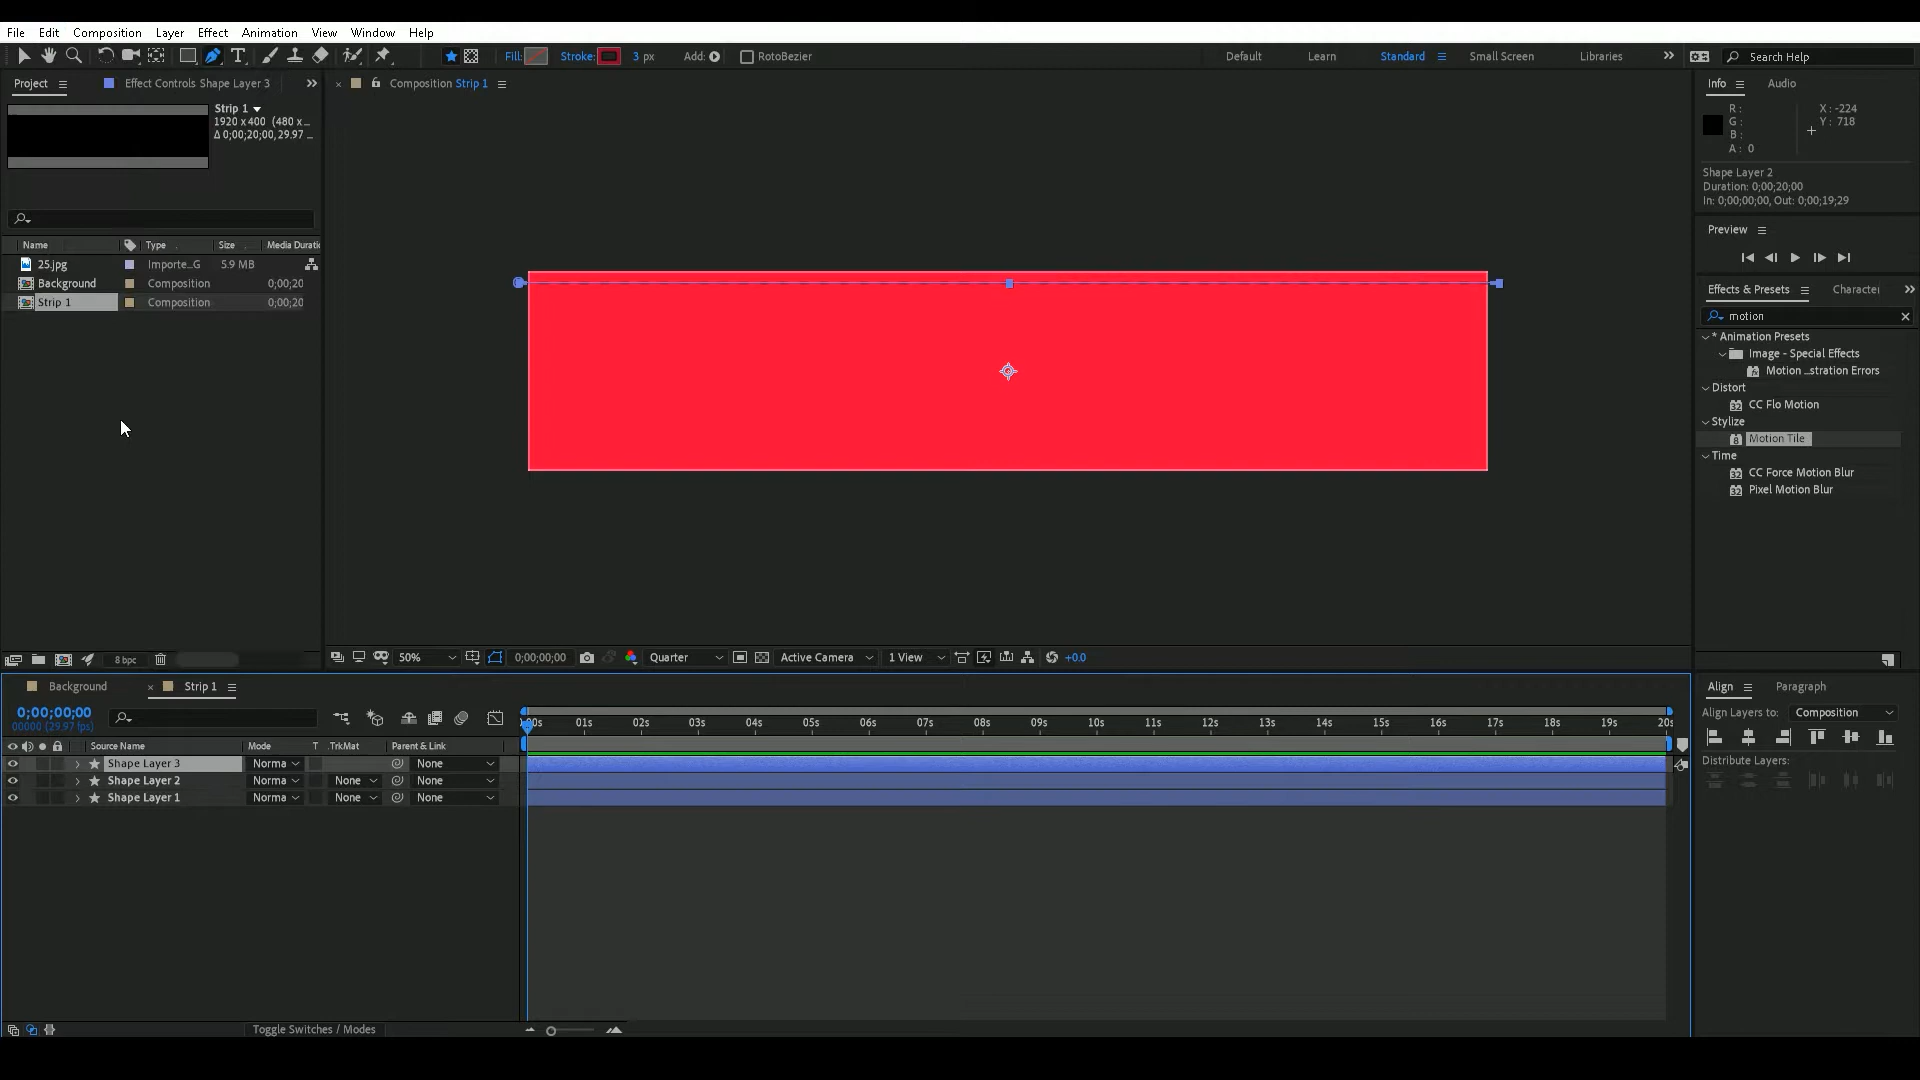 File Edit Composition Layer Effect Animation View Window Help
Fill: Stroke: 3 px Add: RotoBezier Default Learn Standard Small Screen Libraries Search Help
Project Effect Controls Shape Layer 3
Composition Strip 1
Info Audio
Strip 1
1920 x 400 (480 x...
Δ 0;00;20;00, 29.97 ...
R :
G :
B :
A : 0
X : -224
Y : 718
Shape Layer 2
Duration: 0;00;20;00
In: 0;00;00;00, Out: 0;00;19;29
Preview
Name Type Size Media Duratic
25.jpg Importe...G 5.9 MB
Background Composition 0;00;20
Strip 1 Composition 0;00;20
Effects & Presets Character
motion
* Animation Presets
Image - Special Effects
Motion ...stration Errors
Distort
CC Flo Motion
Stylize
Motion Tile
Time
CC Force Motion Blur
Pixel Motion Blur
8 bpc
50% 0;00;00;00 Quarter Active Camera 1 View +0.0
Background Strip 1
0;00;00;00
00000 (29.97 fps)
:00s 01s 02s 03s 04s 05s 06s 07s 08s 09s 10s 11s 12s 13s 14s 15s 16s 17s 18s 19s 20s
Source Name Mode T .TrkMat Parent & Link
Shape Layer 3 Norma None
Shape Layer 2 Norma None None
Shape Layer 1 Norma None None
Toggle Switches / Modes
Align Paragraph
Align Layers to: Composition
Distribute Layers: